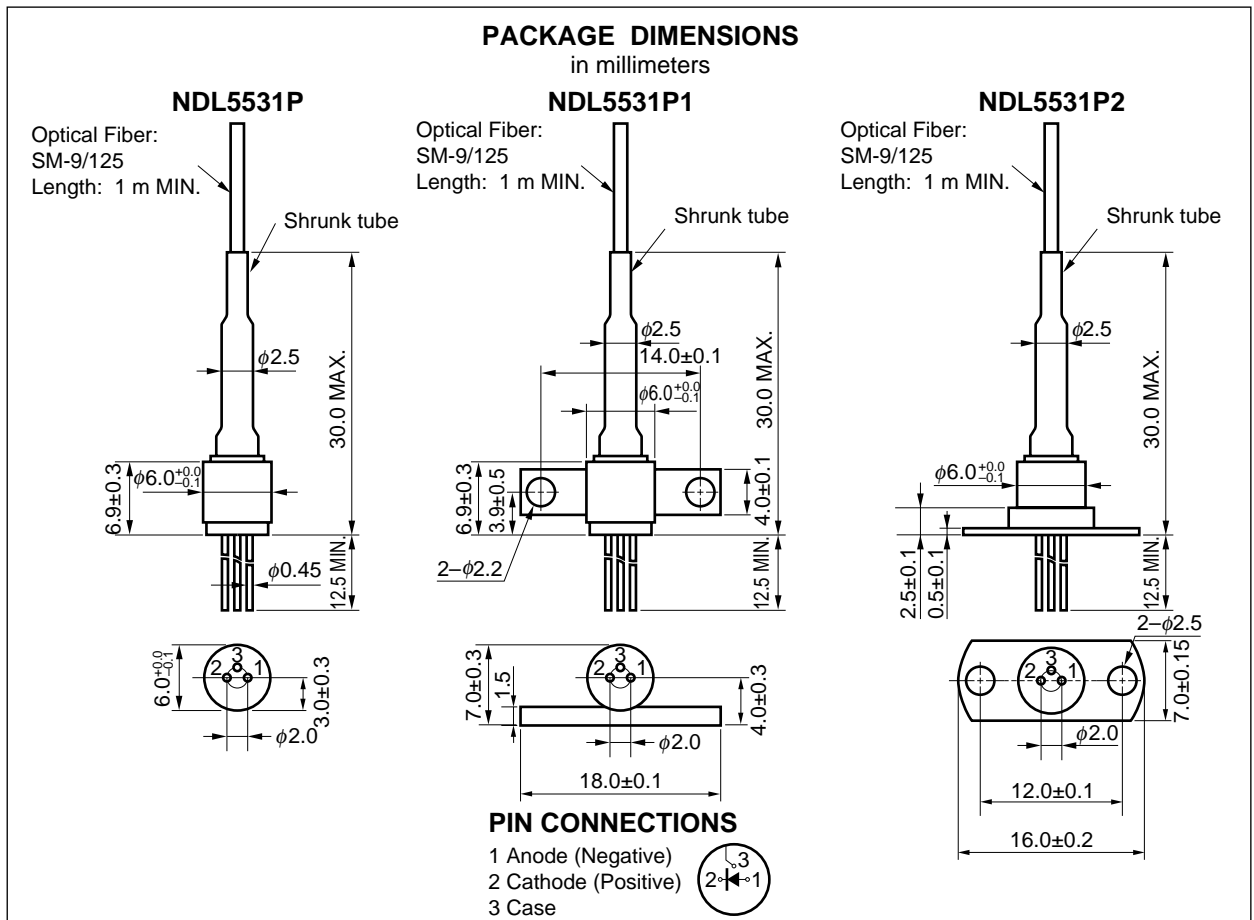 PACKAGE DIMENSIONS
in millimeters
NDL5531P
Optical Fiber:
SM-9/125
Length: 1 m MIN.
Shrunk tube
φ2.5
30.0 MAX.
6.9±0.3
φ6.0 +0.0 −0.1
φ0.45
12.5 MIN.
6.0 +0.0 −0.1
2 3 1
3.0±0.3
φ2.0
NDL5531P1
Optical Fiber:
SM-9/125
Length: 1 m MIN.
Shrunk tube
φ2.5
14.0±0.1
φ6.0 +0.0 −0.1
30.0 MAX.
6.9±0.3
3.9±0.5
4.0±0.1
2–φ2.2
12.5 MIN.
7.0±0.3
1.5
2 3 1
4.0±0.3
φ2.0
18.0±0.1
NDL5531P2
Optical Fiber:
SM-9/125
Length: 1 m MIN.
Shrunk tube
φ2.5
30.0 MAX.
φ6.0 +0.0 −0.1
2.5±0.1
0.5±0.1
12.5 MIN.
2–φ2.5
2 3 1
7.0±0.15
φ2.0
12.0±0.1
16.0±0.2
PIN CONNECTIONS
1 Anode (Negative)
2 Cathode (Positive)
3 Case
3
2 1